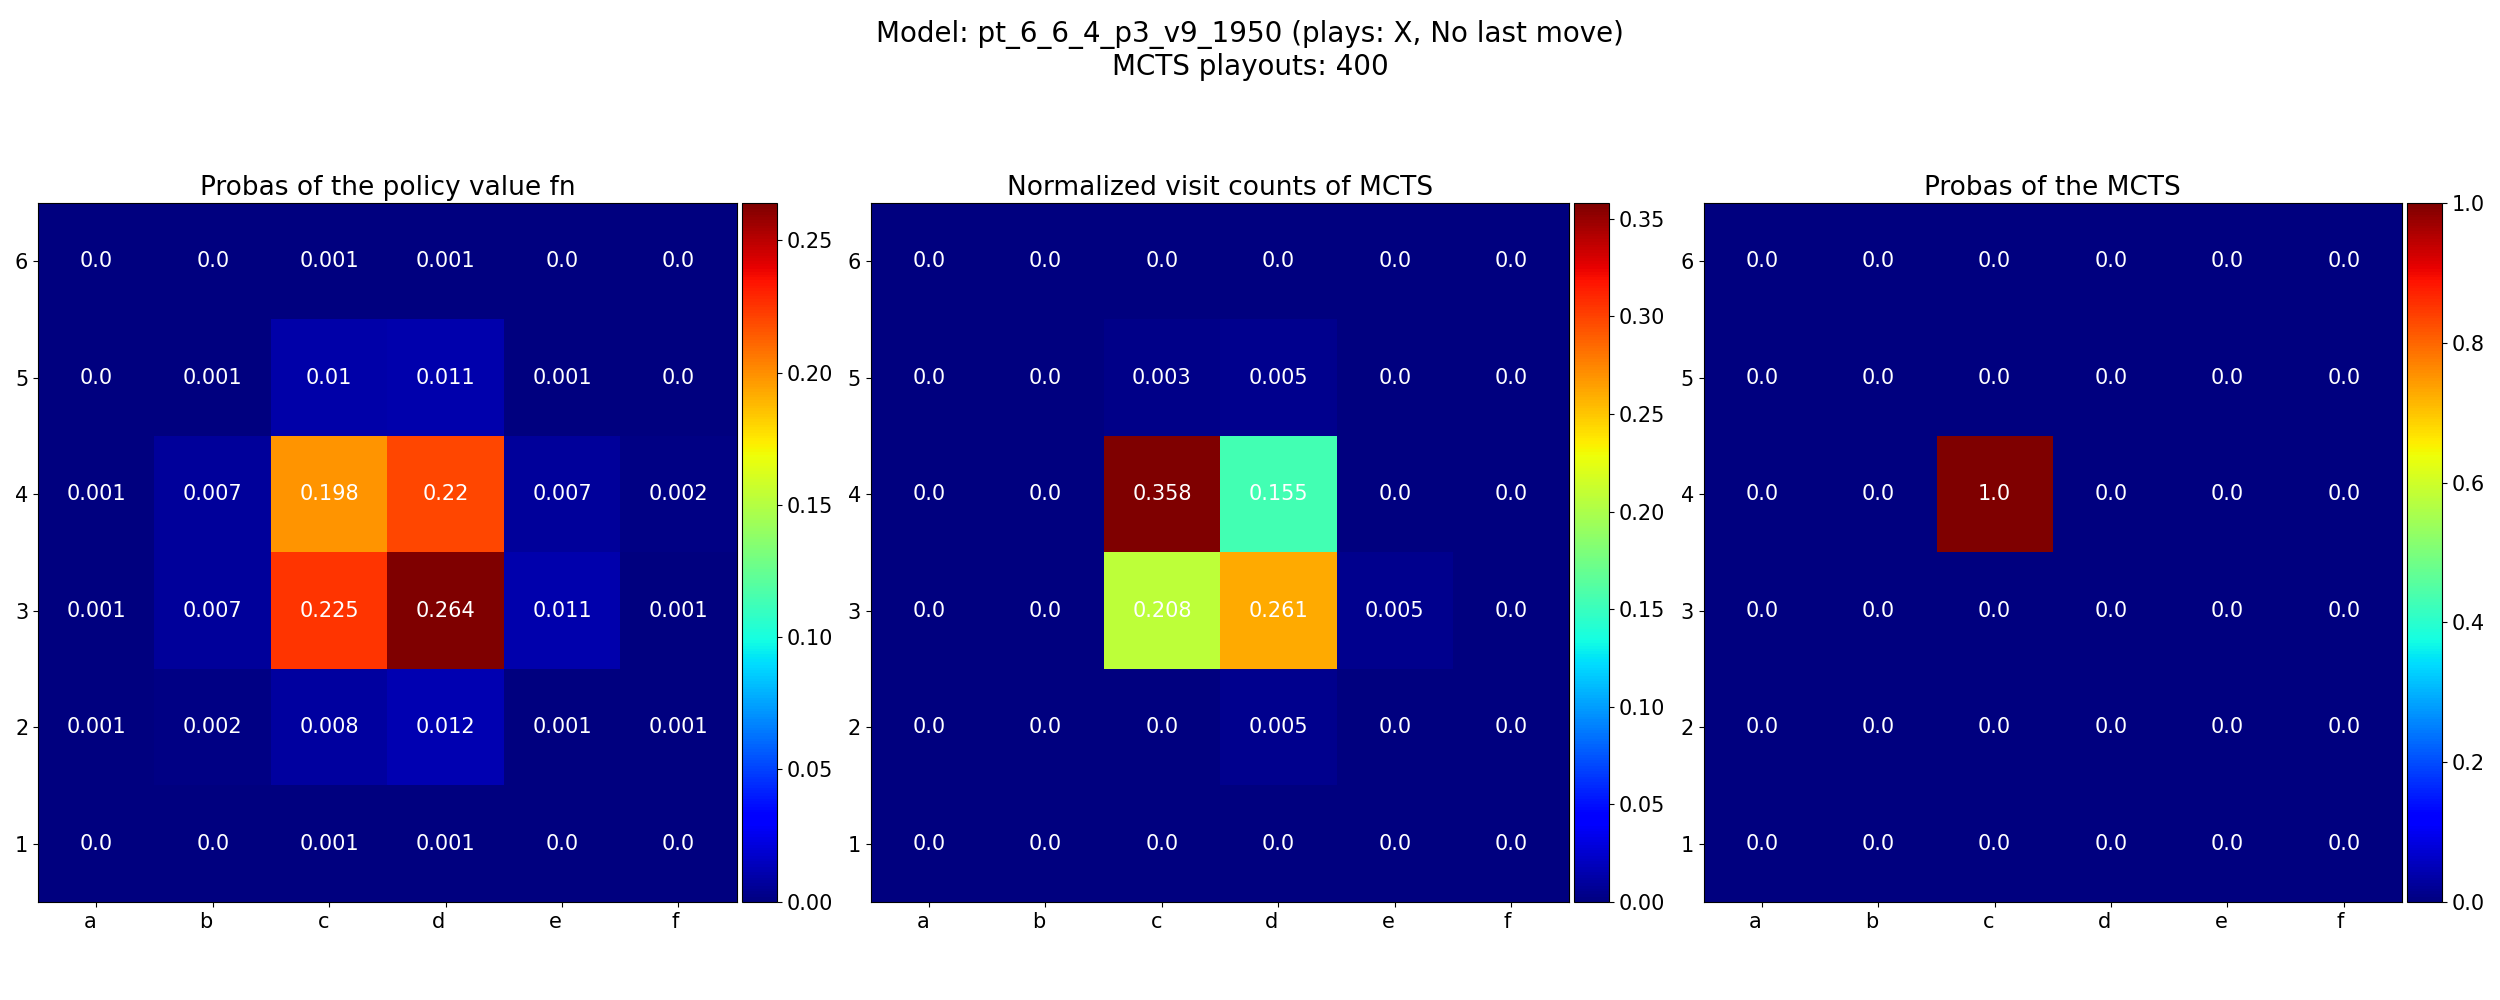 Model: pt_6_6_4_p3_v9_1950 (plays: X, No last move)
MCTS playouts: 400
Probas of the policy value fn
6 0.0 0.0 0.001 0.001 0.0 0.0
5 0.0 0.001 0.01 0.011 0.001 0.0
4 0.001 0.007 0.198 0.22 0.007 0.002
3 0.001 0.007 0.225 0.264 0.011 0.001
2 0.001 0.002 0.008 0.012 0.001 0.001
1 0.0 0.0 0.001 0.001 0.0 0.0
a b c d e f
0.25
0.20
0.15
0.10
0.05
0.00
Normalized visit counts of MCTS
6 0.0 0.0 0.0 0.0 0.0 0.0
5 0.0 0.0 0.003 0.005 0.0 0.0
4 0.0 0.0 0.358 0.155 0.0 0.0
3 0.0 0.0 0.208 0.261 0.005 0.0
2 0.0 0.0 0.0 0.005 0.0 0.0
1 0.0 0.0 0.0 0.0 0.0 0.0
a b c d e f
0.35
0.30
0.25
0.20
0.15
0.10
0.05
0.00
Probas of the MCTS
6 0.0 0.0 0.0 0.0 0.0 0.0
5 0.0 0.0 0.0 0.0 0.0 0.0
4 0.0 0.0 1.0 0.0 0.0 0.0
3 0.0 0.0 0.0 0.0 0.0 0.0
2 0.0 0.0 0.0 0.0 0.0 0.0
1 0.0 0.0 0.0 0.0 0.0 0.0
a b c d e f
1.0
0.8
0.6
0.4
0.2
0.0